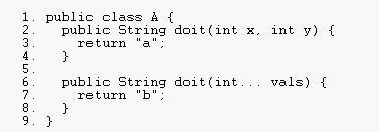 1. public class A {
2.   public String doit(int x, int y) {
3.     return "a";
4.   }
5.
6.   public String doit(int... vals) {
7.     return "b";
8.   }
9. }